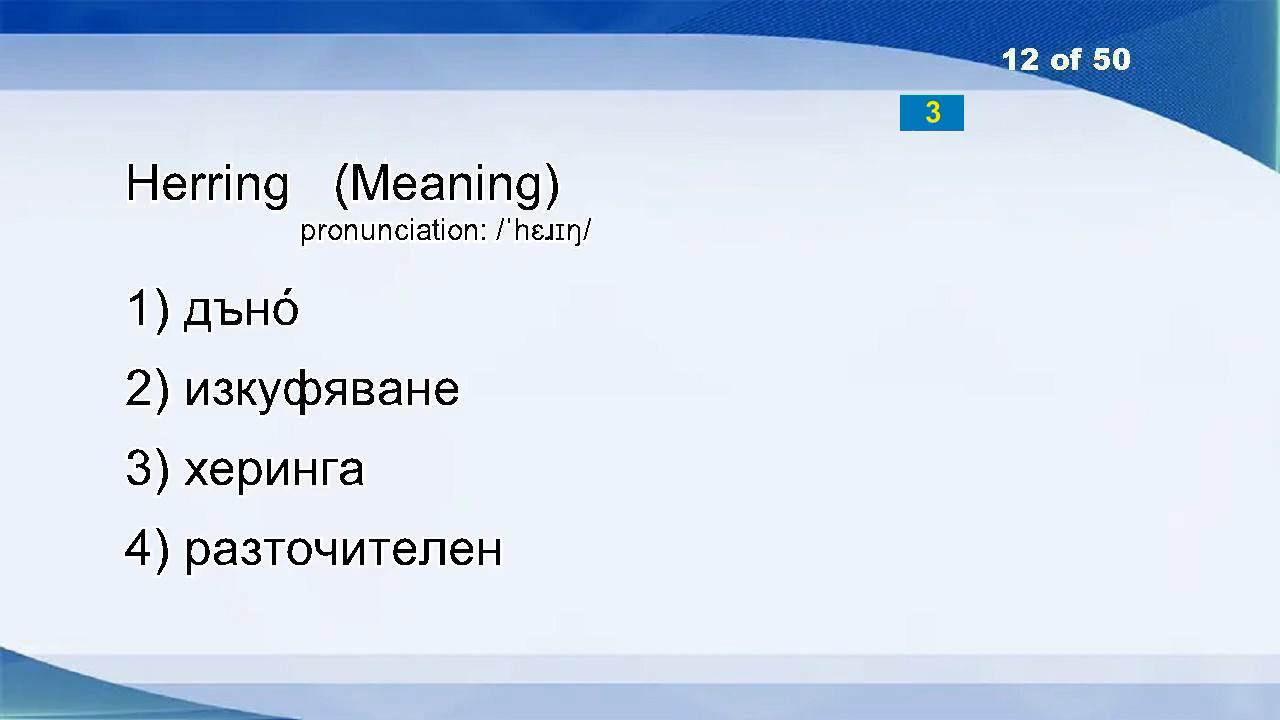 12 of 50
3
Herring (Meaning)
pronunciation: /ˈhɛɹɪŋ/
1) дъно́
2) изкуфяване
3) херинга
4) разточителен